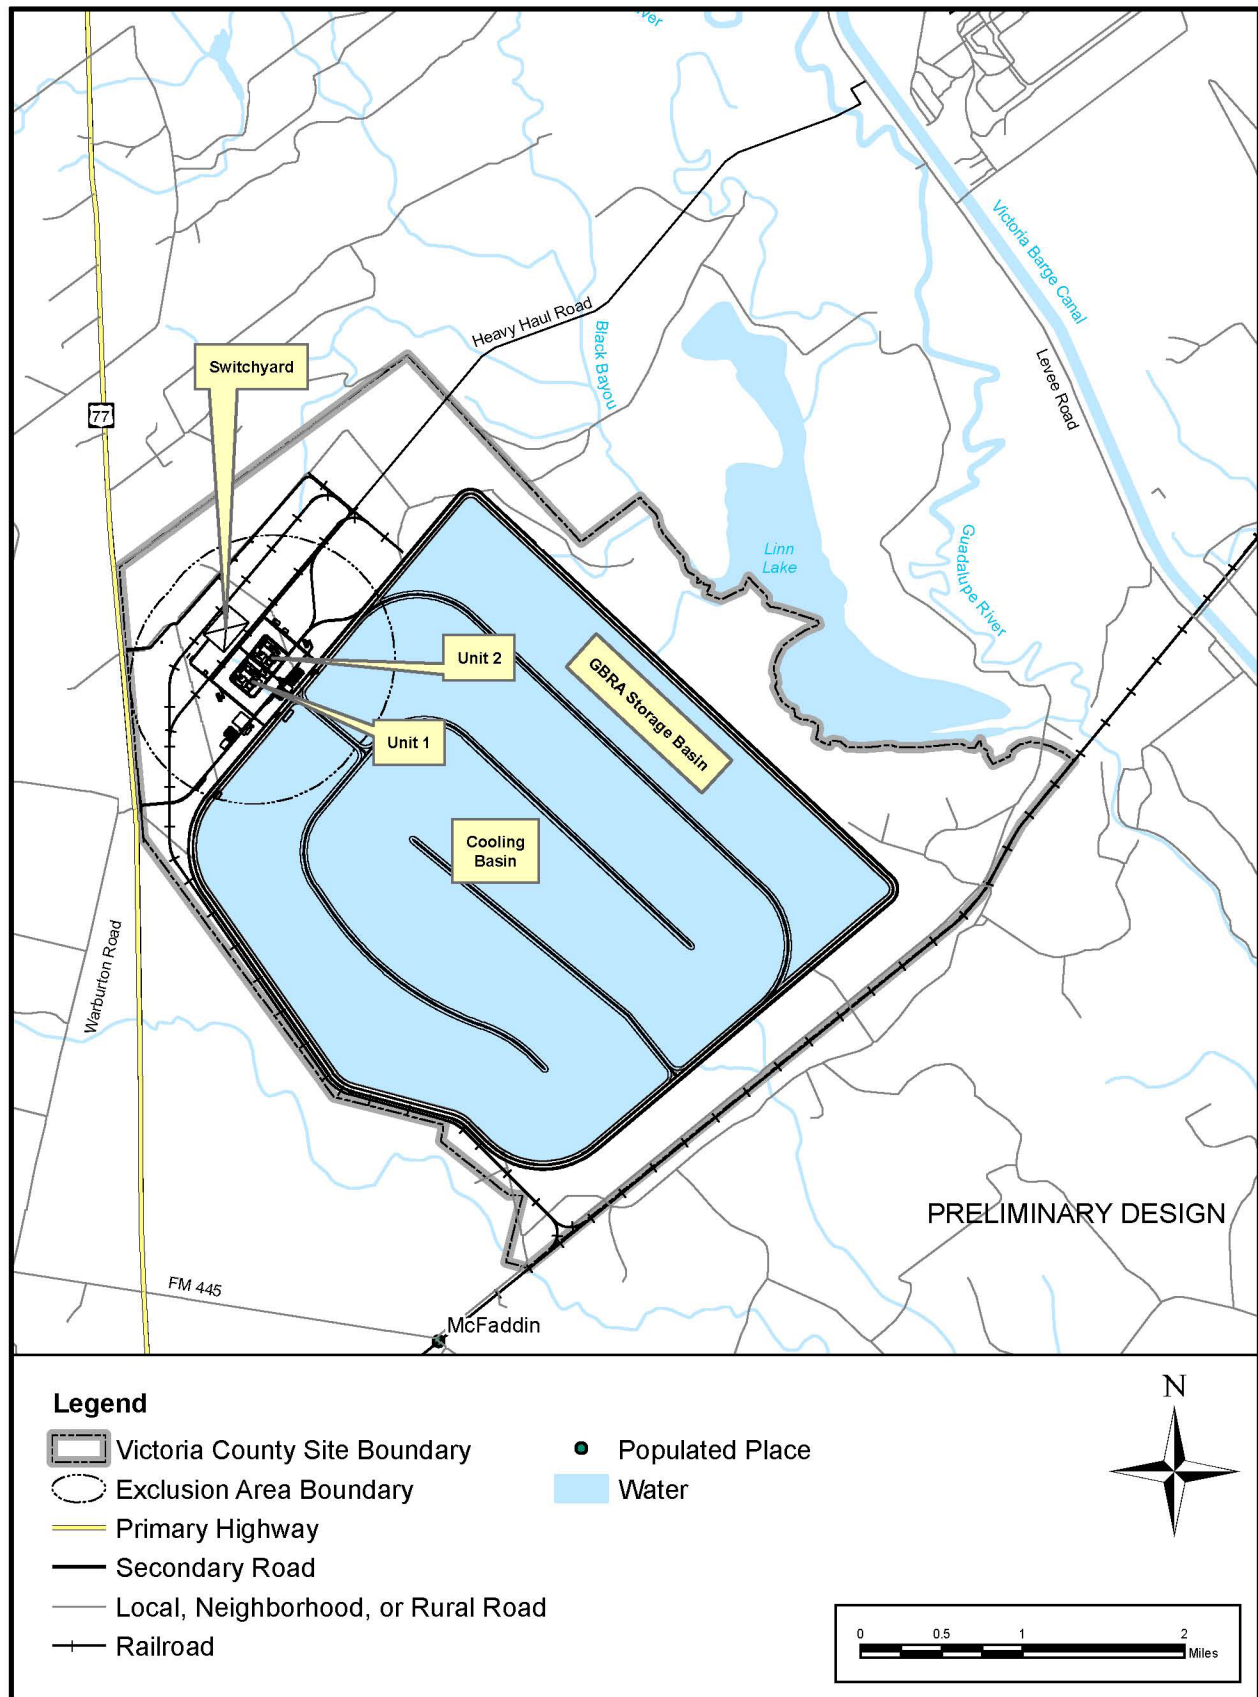 iver
Victoria Barge Canal
Heavy Haul Road
Black Bayou
Levee Road
Switchyard
77
Linn
Lake
Guadalupe River
Unit 2
GBRA Storage Basin
Unit 1
Cooling
Basin
Warburton Road
PRELIMINARY DESIGN
FM 445
McFaddin
Legend
Victoria County Site Boundary
Exclusion Area Boundary
Primary Highway
Secondary Road
Local, Neighborhood, or Rural Road
Railroad
Populated Place
Water
N
0 0.5 1 2
Miles